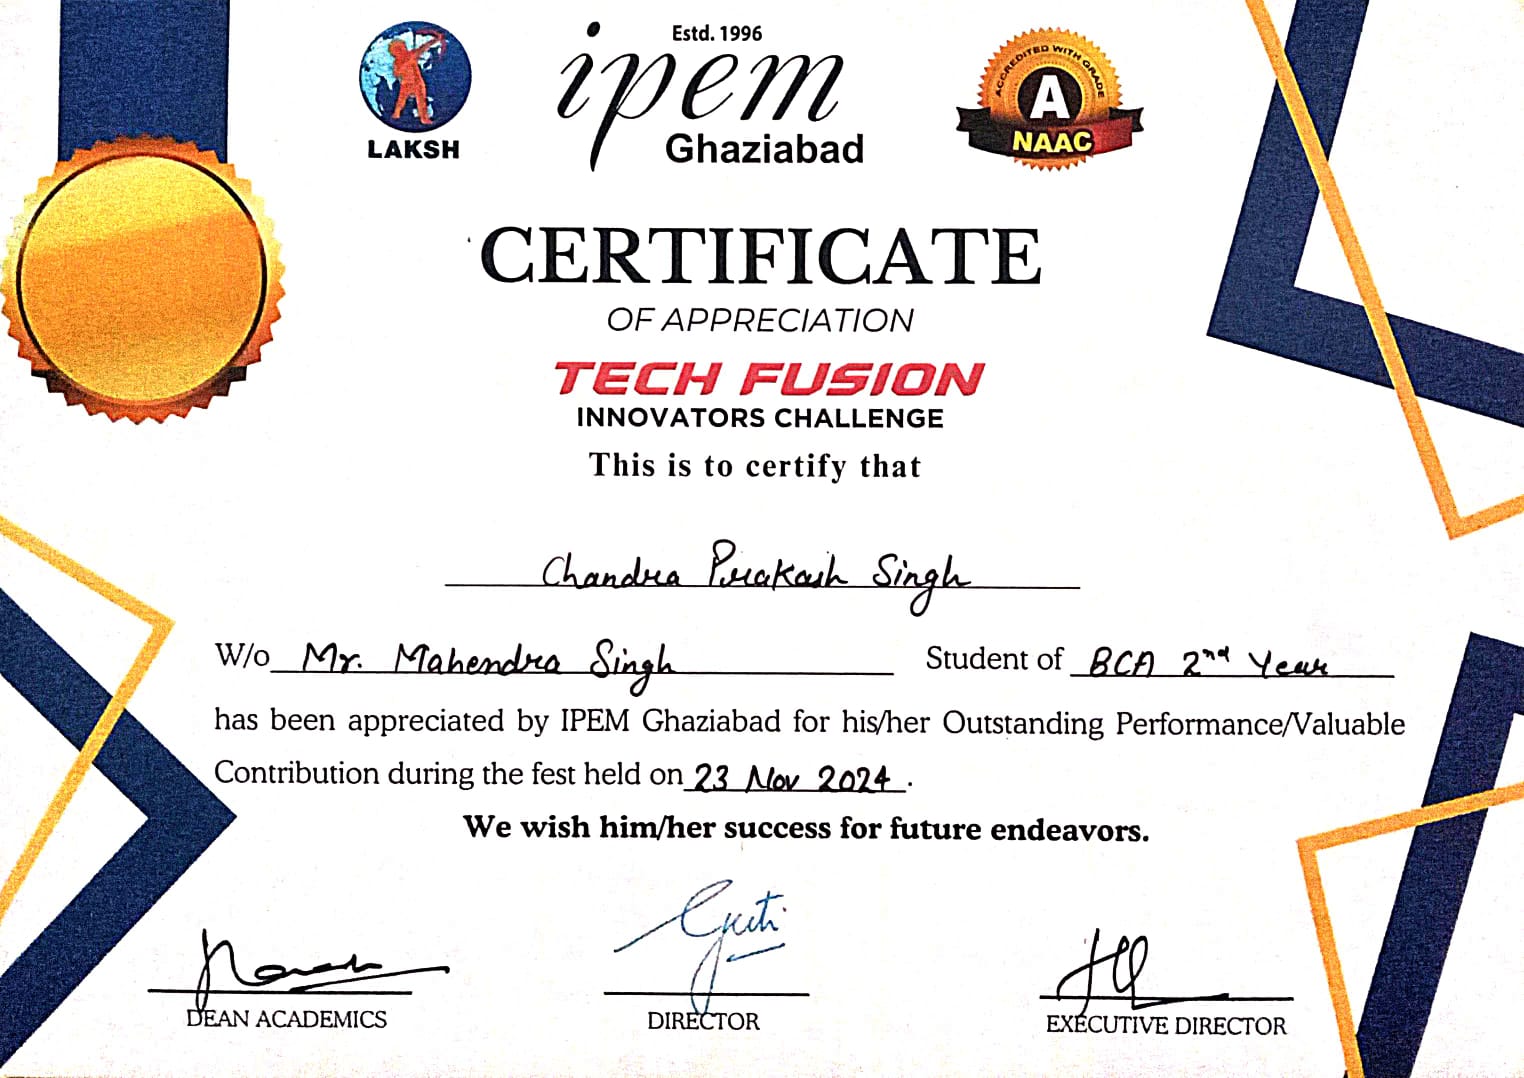 Estd. 1996
ipem
Ghaziabad
LAKSH
ACCREDITED WITH GRADE
A
NAAC
CERTIFICATE
OF APPRECIATION
TECH FUSION
INNOVATORS CHALLENGE
This is to certify that
Chandra Prakash Singh
W/o Mr. Mahendra Singh Student of BCA 2nd Year
has been appreciated by IPEM Ghaziabad for his/her Outstanding Performance/Valuable
Contribution during the fest held on 23 Nov 2024.
We wish him/her success for future endeavors.
DEAN ACADEMICS
DIRECTOR
EXECUTIVE DIRECTOR